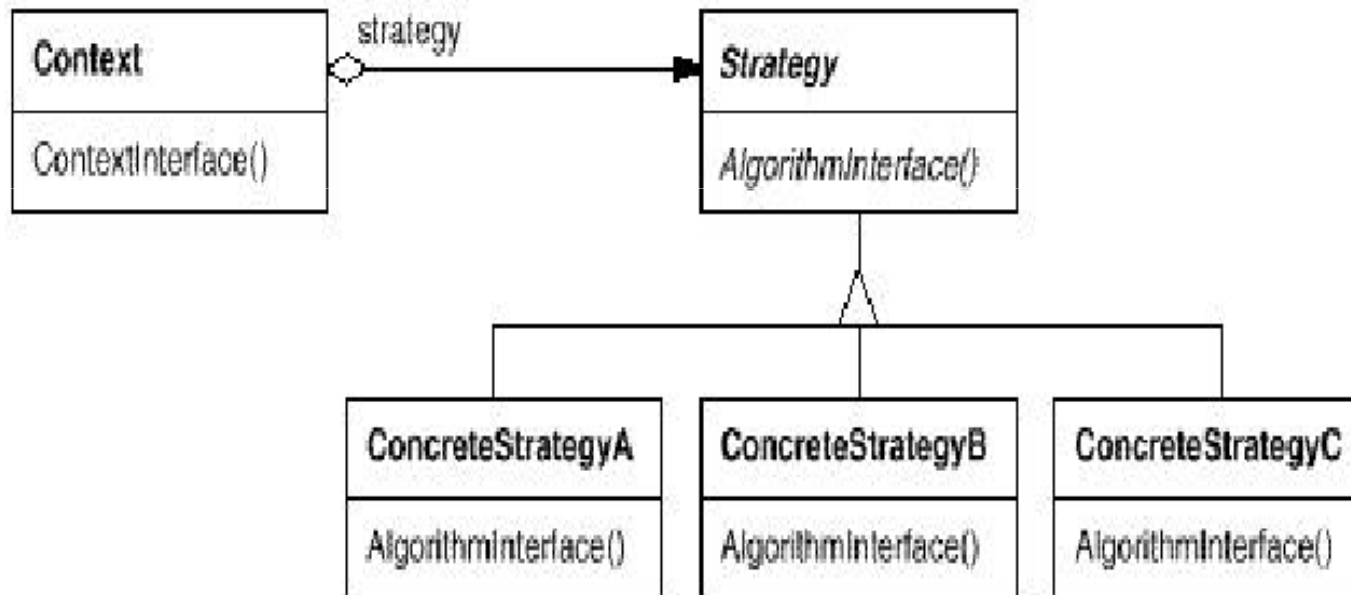 strategy
Context
Strategy
ContextInterface()
AlgorithmInterface()
ConcreteStrategyA
ConcreteStrategyB
ConcreteStrategyC
AlgorithmInterface()
AlgorithmInterface()
AlgorithmInterface()